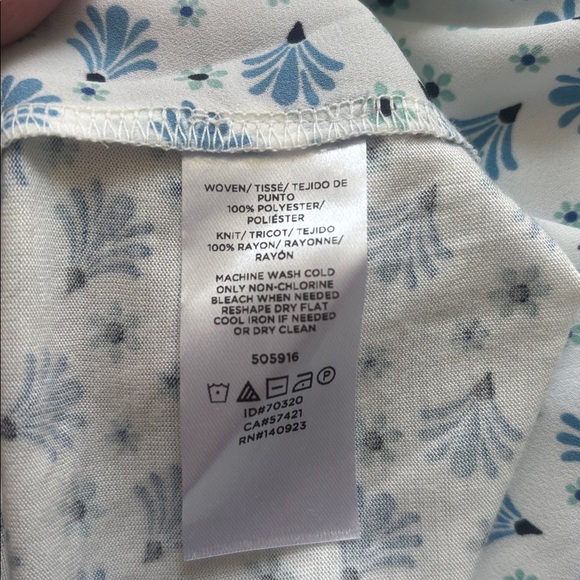 WOVEN/ TISSÉ/ TEJIDO DE
PUNTO
100% POLYESTER/
POLIÉSTER
KNIT/ TRICOT/ TEJIDO
100% RAYON/ RAYONNE/
RAYÓN
MACHINE WASH COLD
ONLY NON-CHLORINE
BLEACH WHEN NEEDED
RESHAPE DRY FLAT
COOL IRON IF NEEDED
OR DRY CLEAN
505916
P
ID#70320
CA#57421
RN#140923